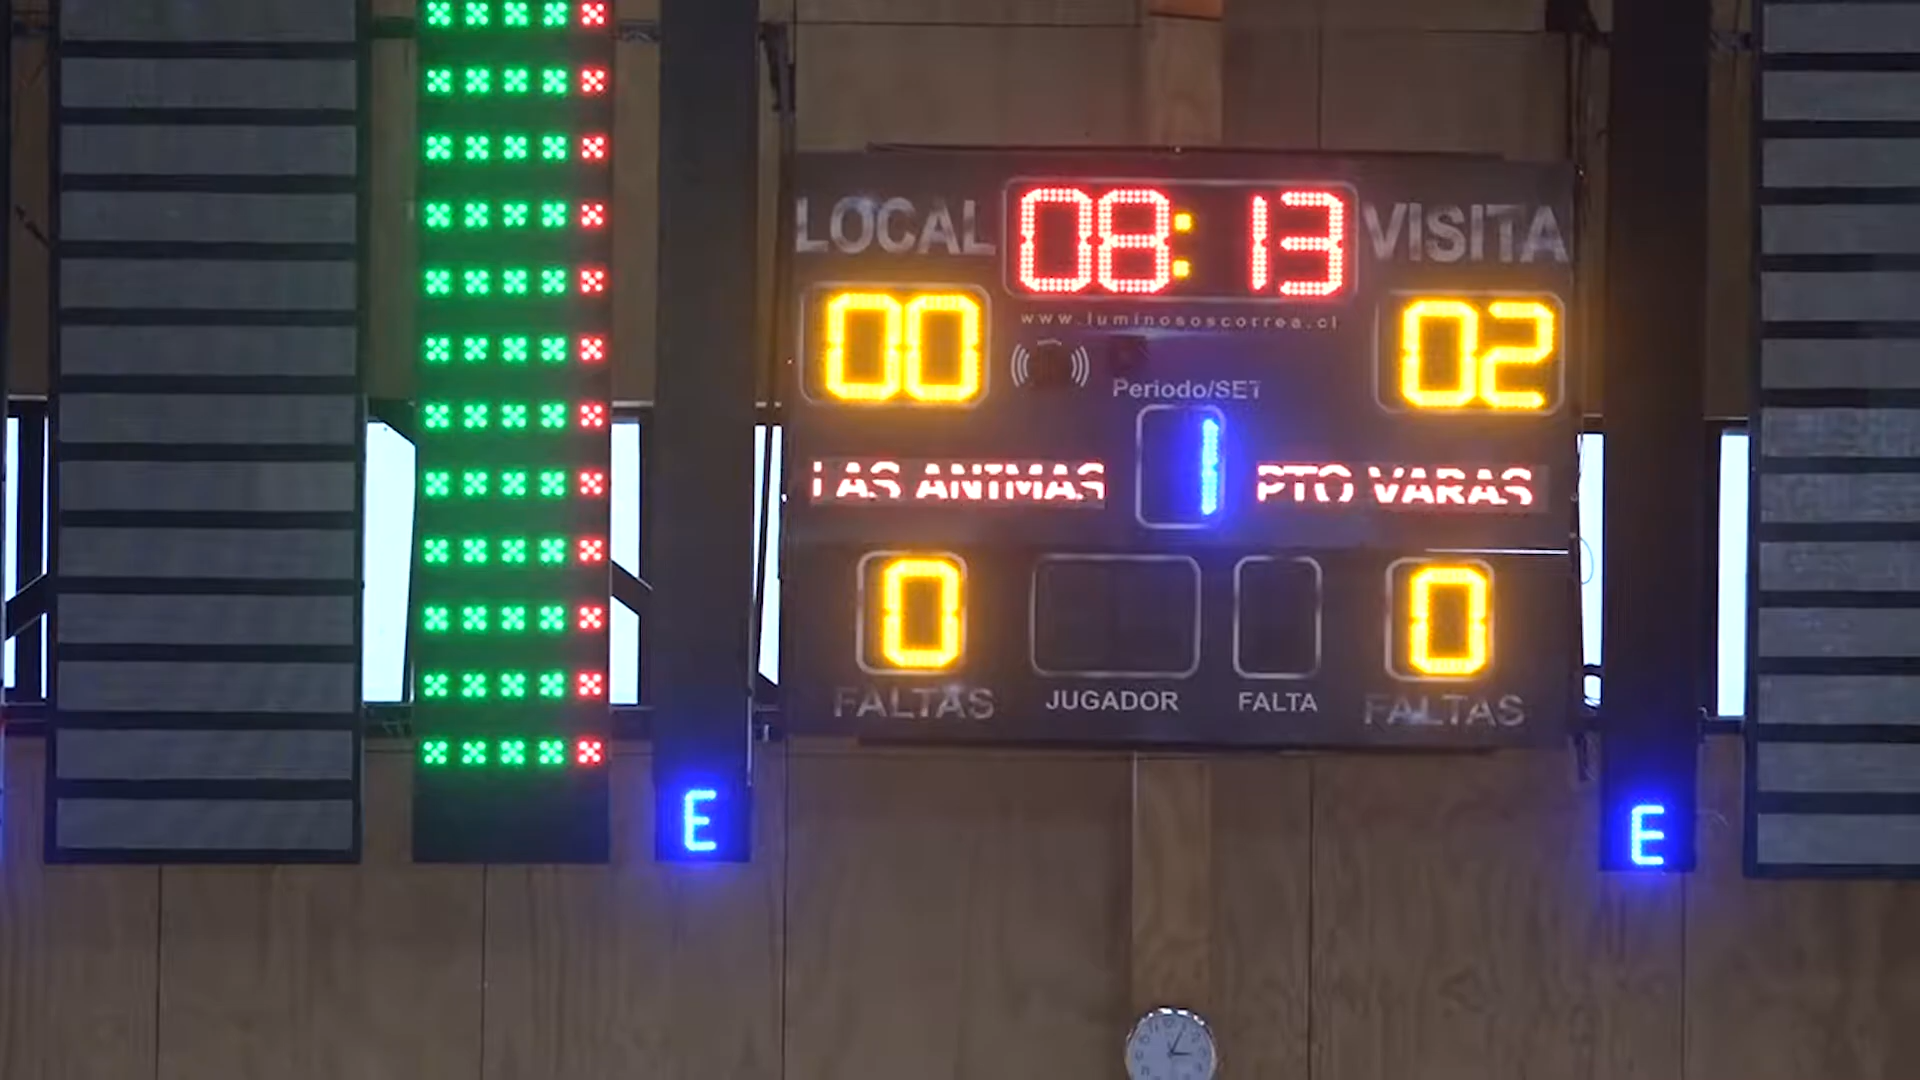 LOCAL 08:13 VISITA
00 02
www.luminososcorrea.cl
Periodo/SET
1
LAS ANIMAS PTO VARAS
0 0
FALTAS JUGADOR FALTA FALTAS
E E